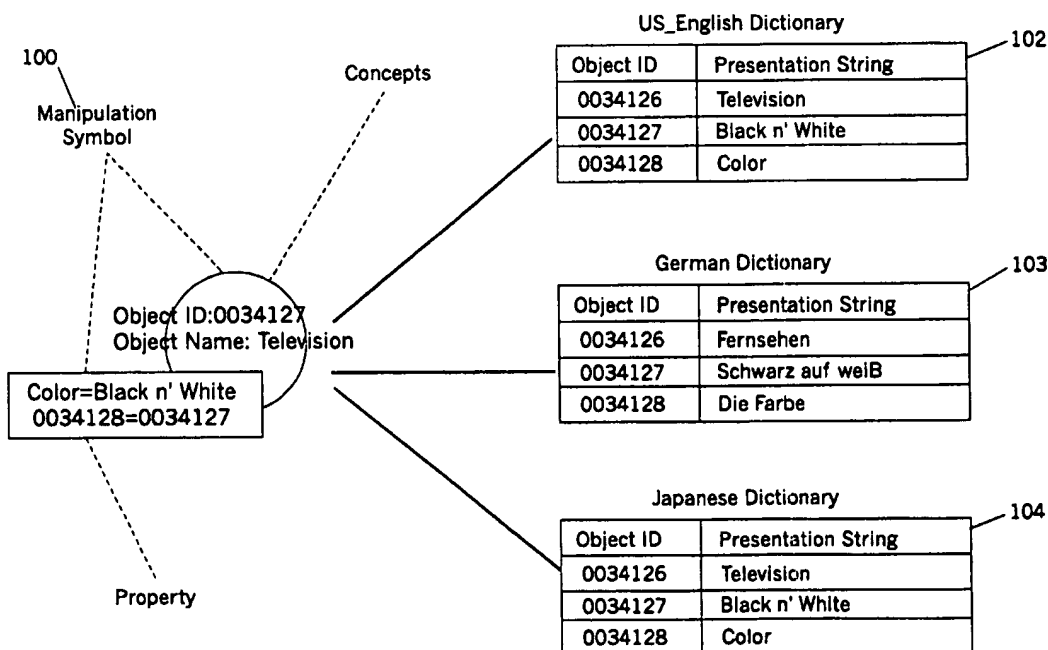 US_English Dictionary
102
Object ID Presentation String
0034126 Television
0034127 Black n' White
0034128 Color
100
Manipulation
Symbol
Concepts
German Dictionary
103
Object ID Presentation String
0034126 Fernsehen
0034127 Schwarz auf weiB
0034128 Die Farbe
Object ID:0034127
Object Name: Television
Color=Black n' White
0034128=0034127
Property
Japanese Dictionary
104
Object ID Presentation String
0034126 Television
0034127 Black n' White
0034128 Color